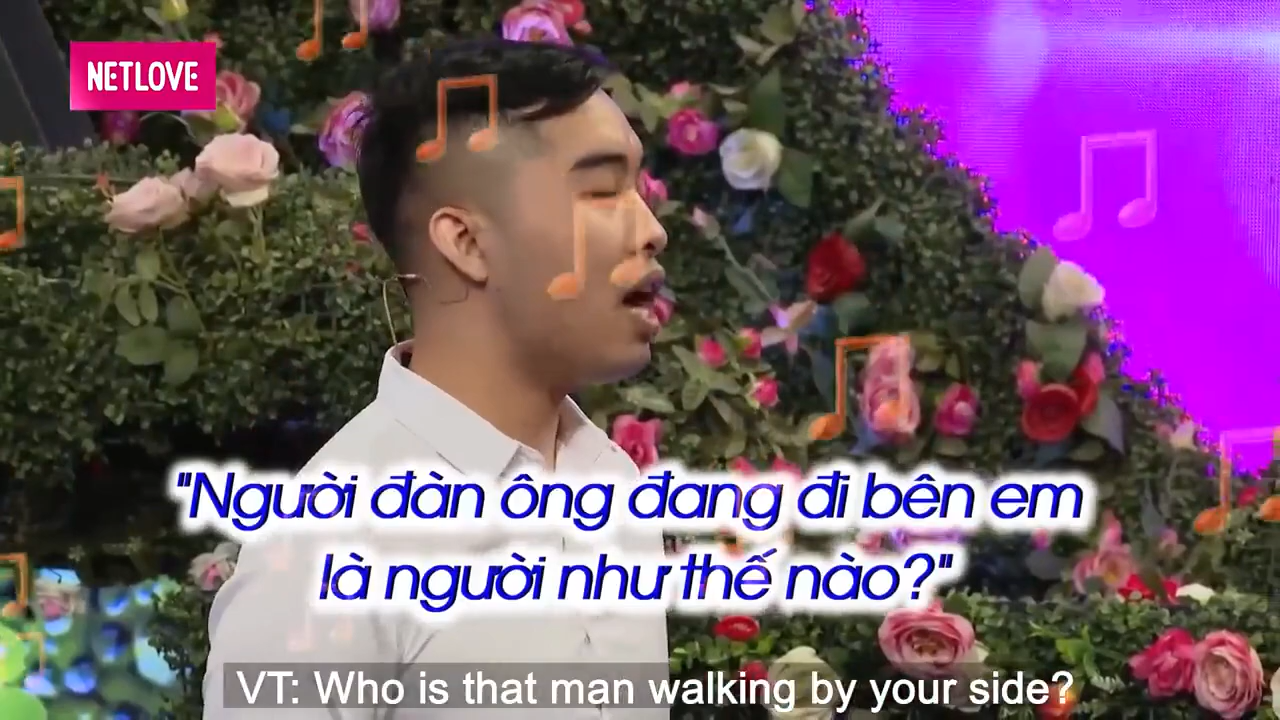 NETLOVE
"Người đàn ông đang đi bên em
là người như thế nào?"
VT: Who is that man walking by your side?